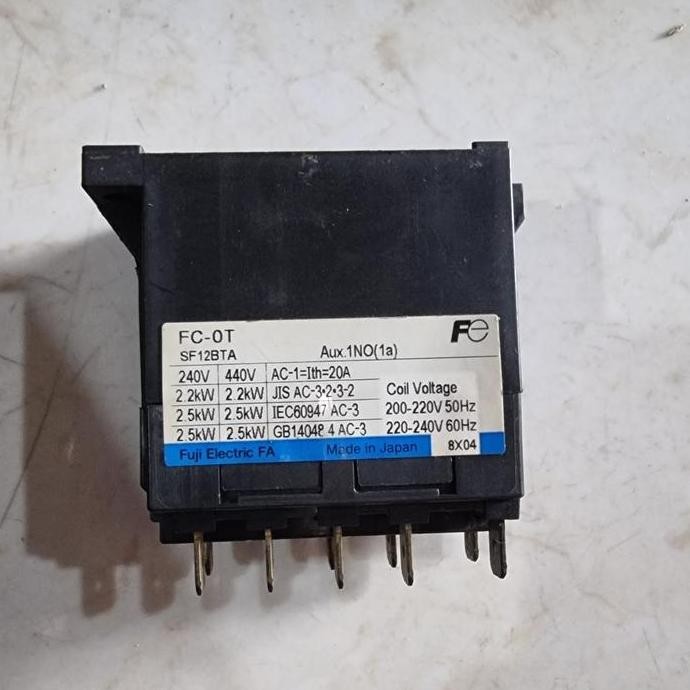 FC-0T
SF12BTA Aux.1NO(1a)
Fe
240V 440V AC-1=Ith=20A
2.2kW 2.2kW JIS AC-3•2•3-2
2.5kW 2.5kW IEC60947 AC-3
2.5kW 2.5kW GB14048 4 AC-3
Coil Voltage
200-220V 50Hz
220-240V 60Hz
Fuji Electric FA Made in Japan 8X04